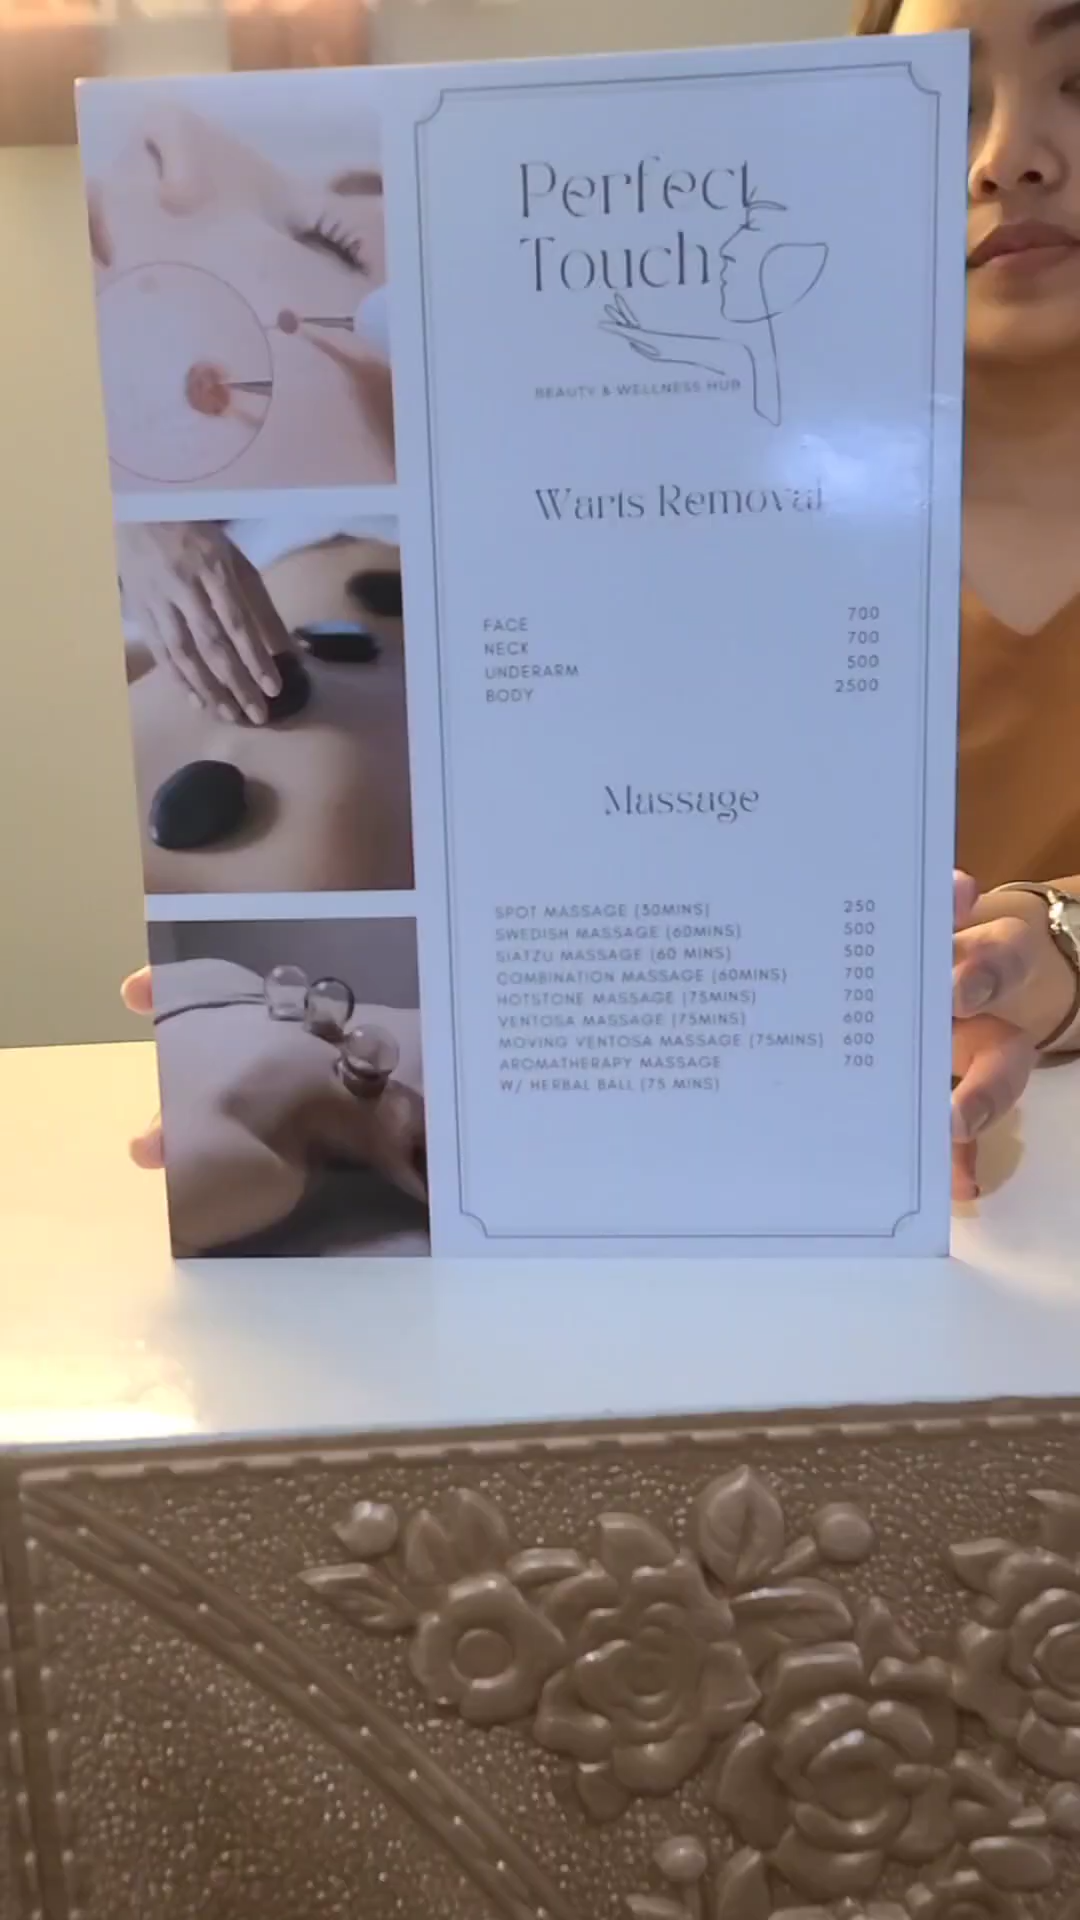 Perfect
Touch
BEAUTY & WELLNESS HUB
Warts Removal
FACE 700
NECK 700
UNDERARM 500
BODY 2500
Massage
SPOT MASSAGE (30MINS) 250
SWEDISH MASSAGE (60MINS) 500
SIATZU MASSAGE (60 MINS) 500
COMBINATION MASSAGE (60MINS) 700
HOTSTONE MASSAGE (75MINS) 700
VENTOSA MASSAGE (75MINS) 600
MOVING VENTOSA MASSAGE (75MINS) 600
AROMATHERAPY MASSAGE 700
W/ HERBAL BALL (75 MINS)